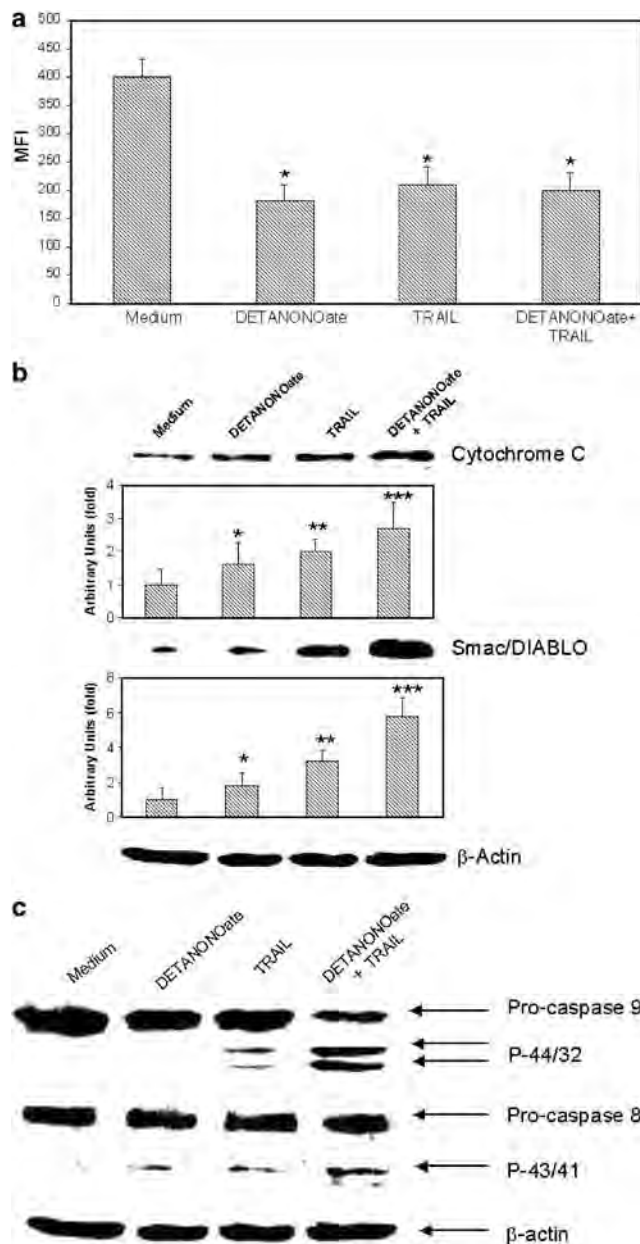 a
500
450
400
350
300
250
200
150
100
50
0
MFI
*
*
*
Medium
DETANONOate
TRAIL
DETANONOate+
TRAIL
b
Medium
DETANONOate
TRAIL
DETANONOate
+ TRAIL
Cytochrome C
Arbitrary Units (fold)
4
3
2
1
0
*
**
***
Smac/DIABLO
Arbitrary Units (fold)
8
6
4
2
0
*
**
***
β-Actin
c
Medium
DETANONOate
TRAIL
DETANONOate
+ TRAIL
Pro-caspase 9
P-44/32
Pro-caspase 8
P-43/41
β-actin